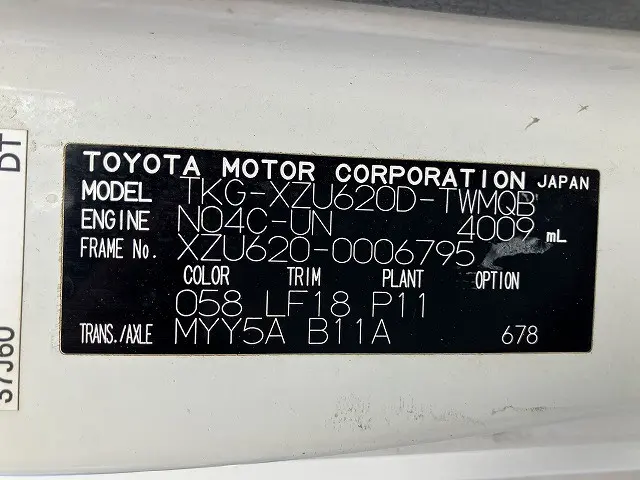 TOYOTA MOTOR CORPORATION JAPAN
MODEL TKG-XZU620D-TWMQB
ENGINE N04C-UN 4009 mL
FRAME No. XZU620-0006795
COLOR TRIM PLANT OPTION
058 LF18 P11
TRANS./AXLE MYY5A B11A 678
DT